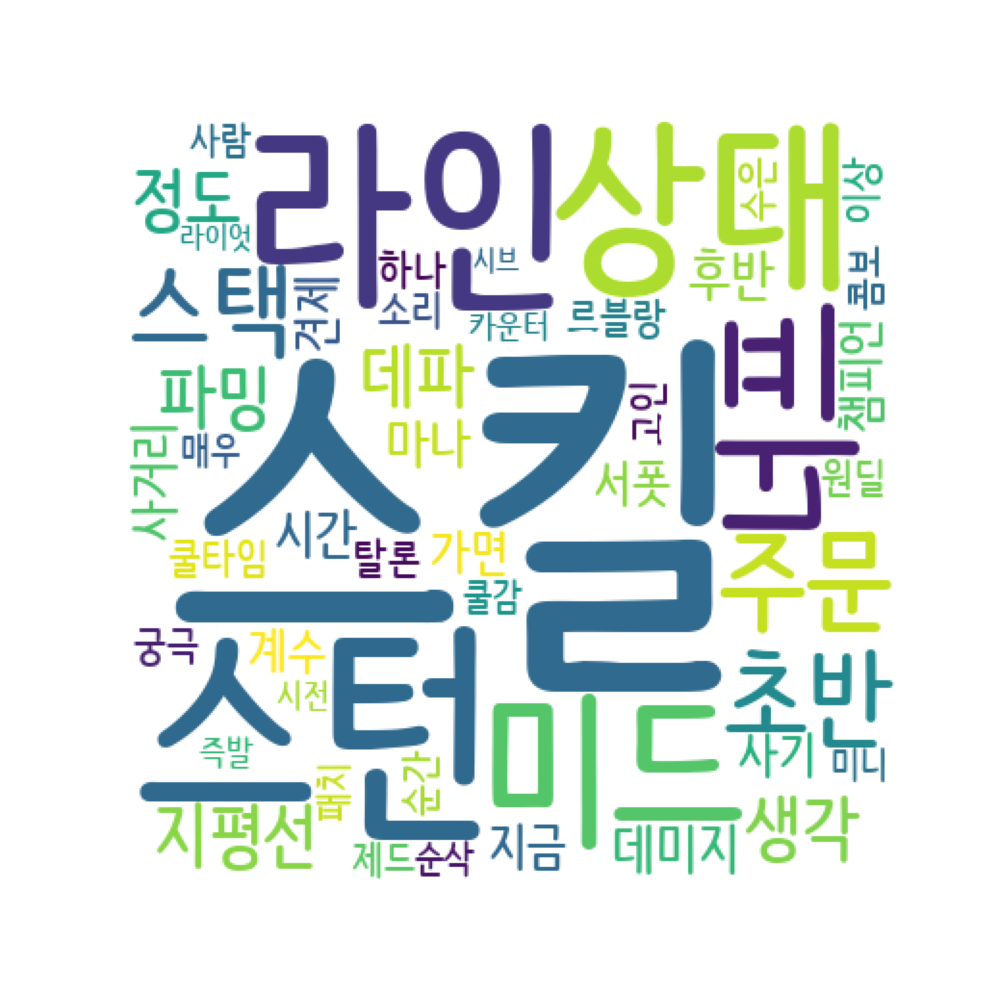 사람
라인
상대
수은
이상
정도
라이엇
스택
견제
하나
소리
시브
카운터
르블랑
후반
콤보
파밍
데파
마나
스킬
고인
너비
챔피언
서폿
원딜
사거리
매우
시간
탈론
가면
쿨타임
쿨감
주문
궁극
계수
시전
스턴
미드
초반
즉발
패치
순간
사기
미니
지평선
제드
순삭
지금
데미지
생각